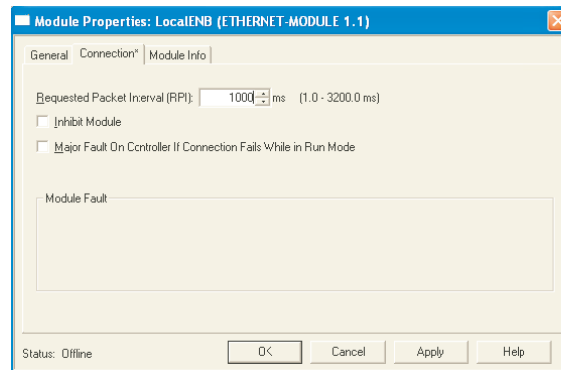 Module Properties: LocalENB (ETHERNET-MODULE 1.1)
General Connection* Module Info
Requested Packet Interval (RPI): 1000 ms (1.0 - 3200.0 ms)
Inhibit Module
Major Fault On Controller If Connection Fails While in Run Mode
Module Fault
Status: Offline OK Cancel Apply Help